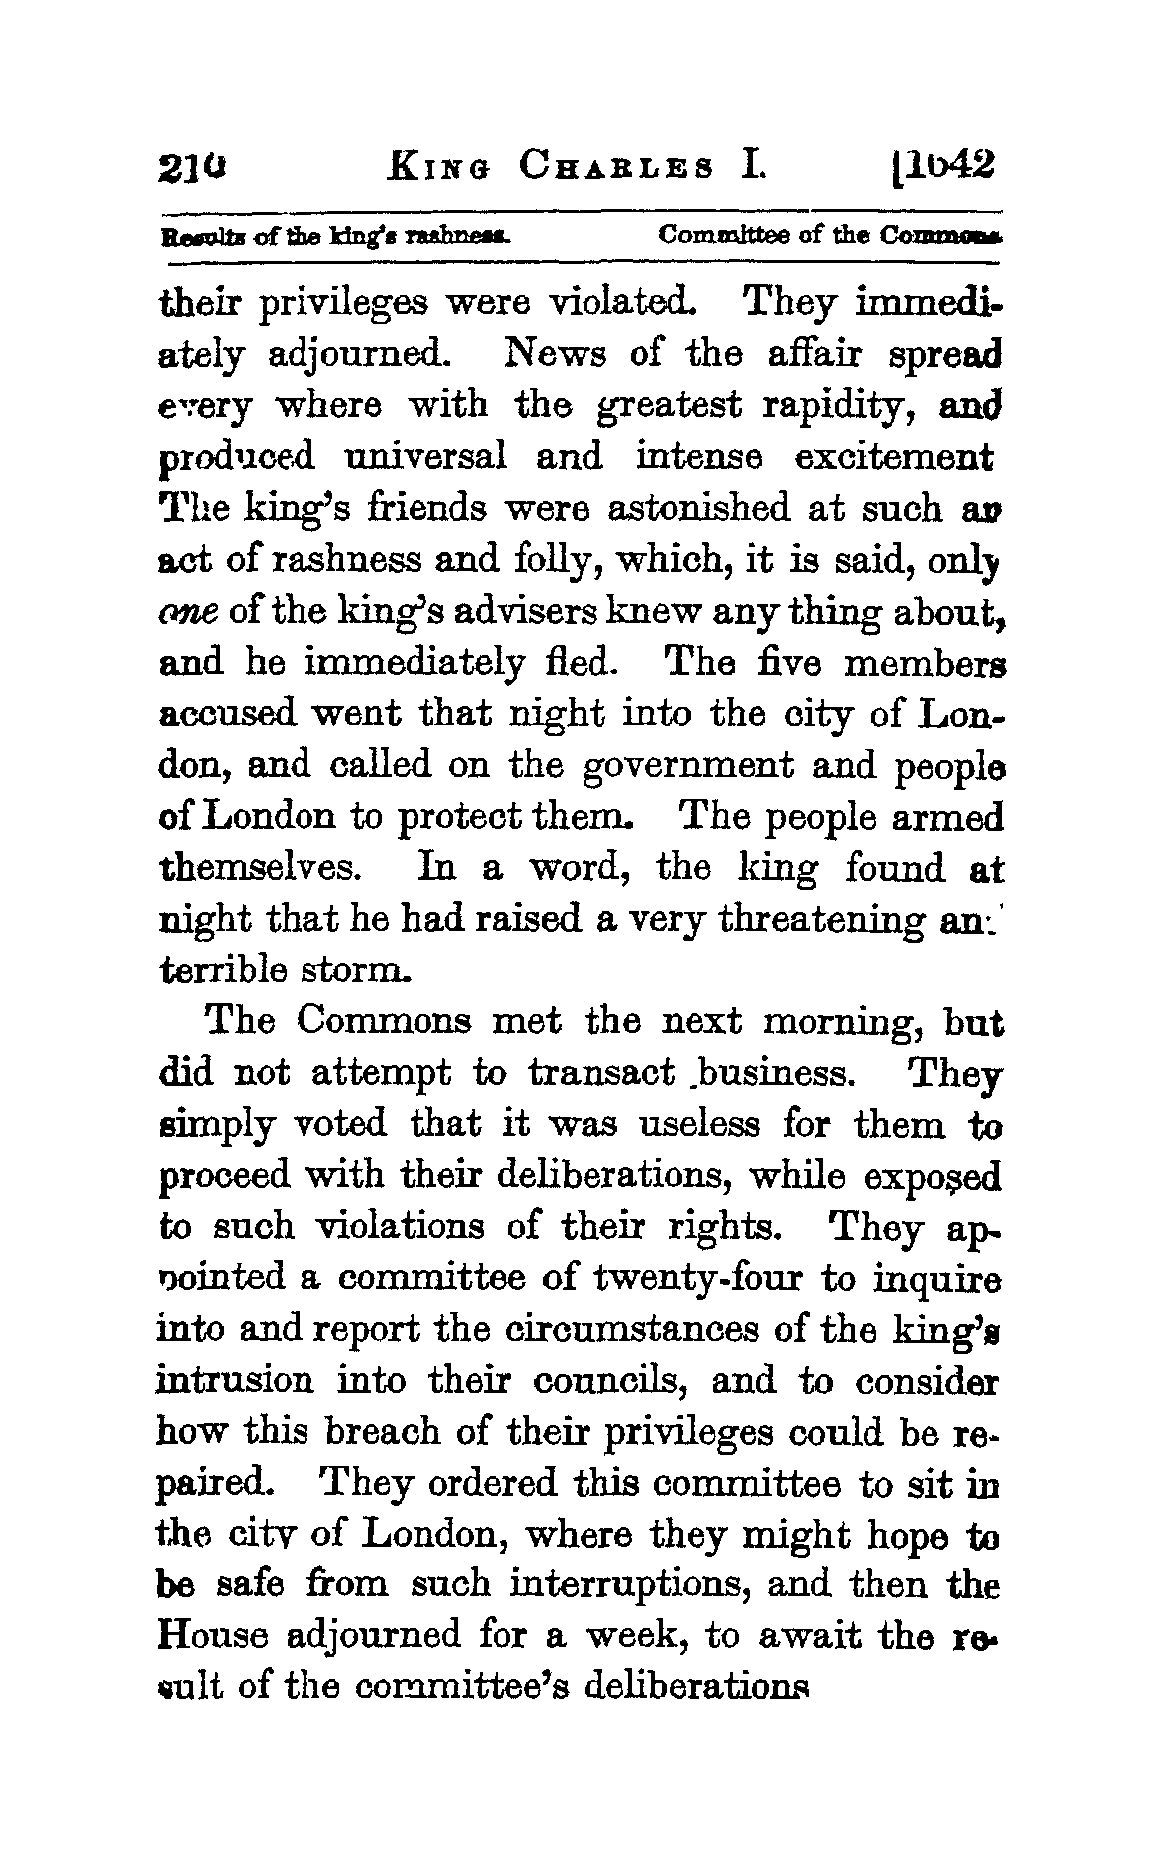 210 KING CHARLES I. [1642
Results of the king's rashness. Committee of the Commons.
their privileges were violated. They immedi-
ately adjourned. News of the affair spread
every where with the greatest rapidity, and
produced universal and intense excitement
The king's friends were astonished at such an
act of rashness and folly, which, it is said, only
one of the king's advisers knew any thing about,
and he immediately fled. The five members
accused went that night into the city of Lon-
don, and called on the government and people
of London to protect them. The people armed
themselves. In a word, the king found at
night that he had raised a very threatening and
terrible storm.
The Commons met the next morning, but
did not attempt to transact business. They
simply voted that it was useless for them to
proceed with their deliberations, while exposed
to such violations of their rights. They ap-
pointed a committee of twenty-four to inquire
into and report the circumstances of the king's
intrusion into their councils, and to consider
how this breach of their privileges could be re-
paired. They ordered this committee to sit in
the city of London, where they might hope to
be safe from such interruptions, and then the
House adjourned for a week, to await the re-
sult of the committee's deliberations